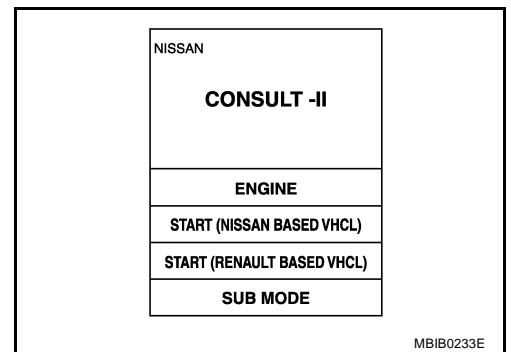 NISSAN
CONSULT -II
ENGINE
START (NISSAN BASED VHCL)
START (RENAULT BASED VHCL)
SUB MODE
MBIB0233E